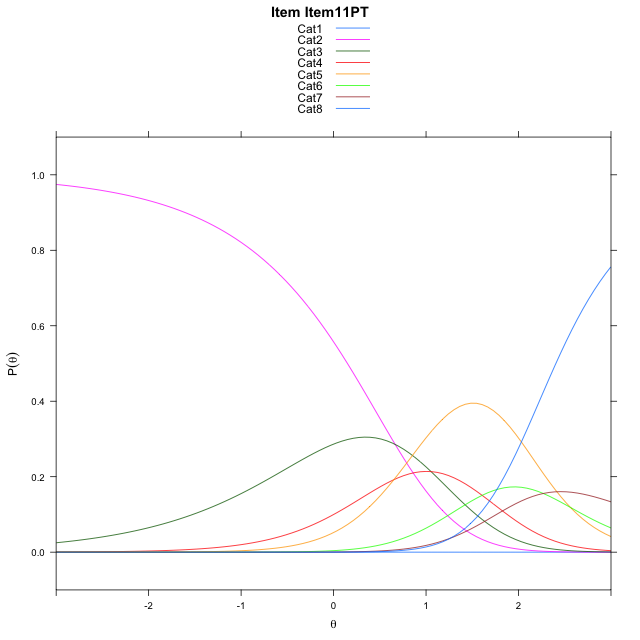 Item Item11PT
Cat1
Cat2
Cat3
Cat4
Cat5
Cat6
Cat7
Cat8
P(θ)
1.0
0.8
0.6
0.4
0.2
0.0
-2 -1 0 1 2
θ